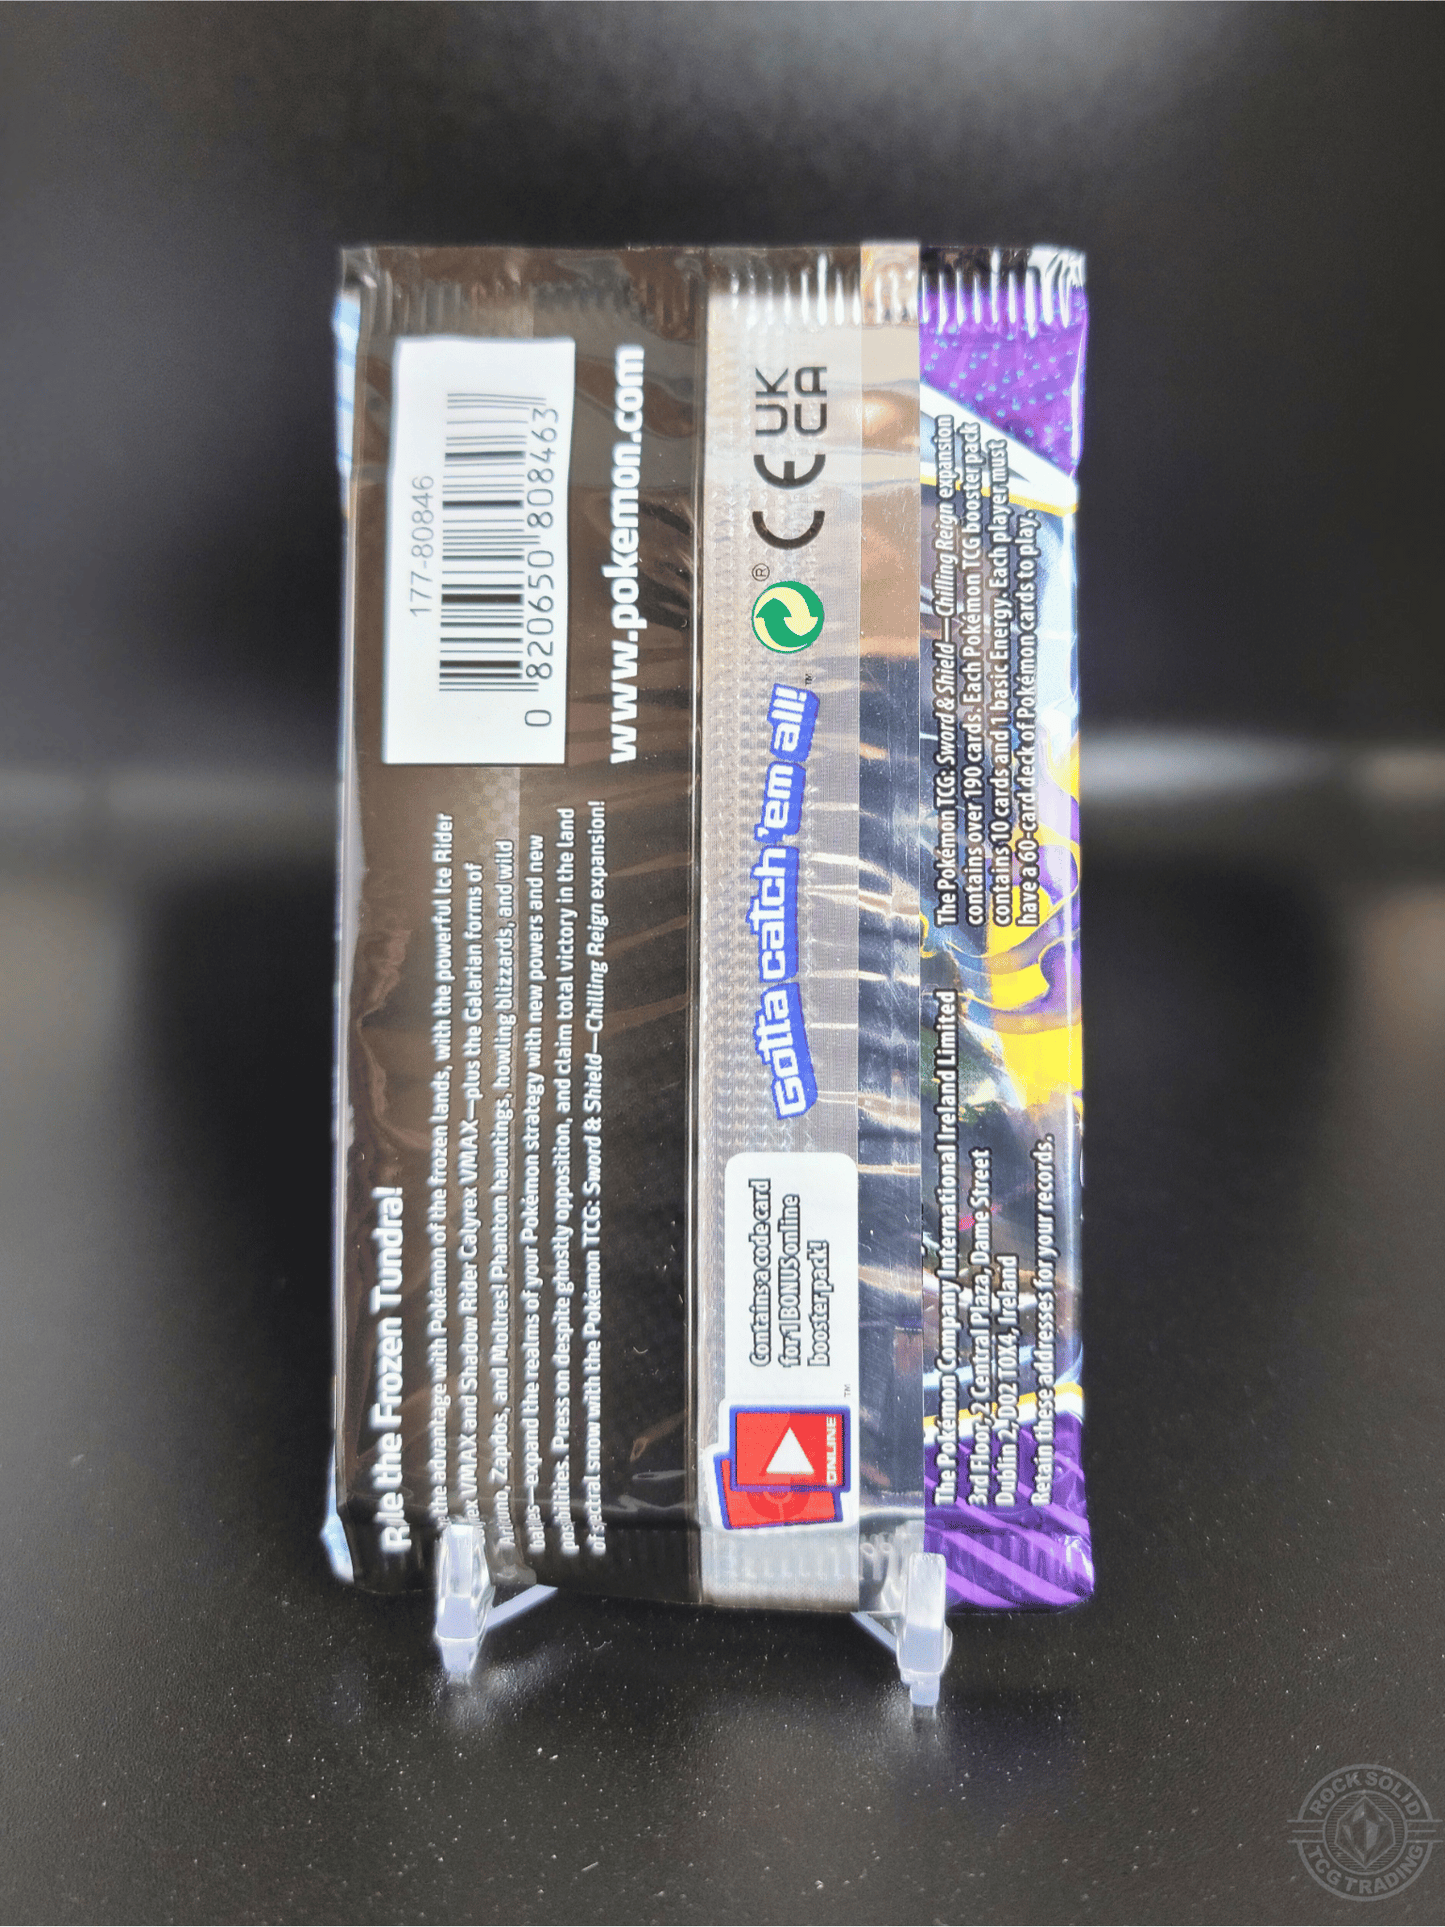 177-80846
0 820650 808463
www.pokemon.com
the Frozen Tundra!
the advantage with Pokémon of the frozen lands, with the powerful Ice Rider
VMAX and Shadow Rider Calyrex VMAX—plus the Galarian forms of
Zapdos, and Moltres! Phantom hauntings, howling blizzards, and wild
—expand the realms of your Pokémon strategy with new powers and new
Press on despite ghostly opposition, and claim total victory in the land
snow with the Pokémon TCG: Sword & Shield—Chilling Reign expansion!
CE UK
CA
®
Gotta catch 'em all!™
Contains a code card
for 1 BONUS online
booster pack!
ONLINE
™
The Pokémon TCG: Sword & Shield—Chilling Reign expansion
contains over 190 cards. Each Pokémon TCG booster pack
contains 10 cards and 1 basic Energy. Each player must
have a 60-card deck of Pokémon cards to play.
The Pokémon Company International Ireland Limited
3rd Floor, 2 Central Plaza, Dame Street
Dublin 2, D02 T0X4, Ireland
Retain these addresses for your records.
ROCK SOLID
TCG TRADING